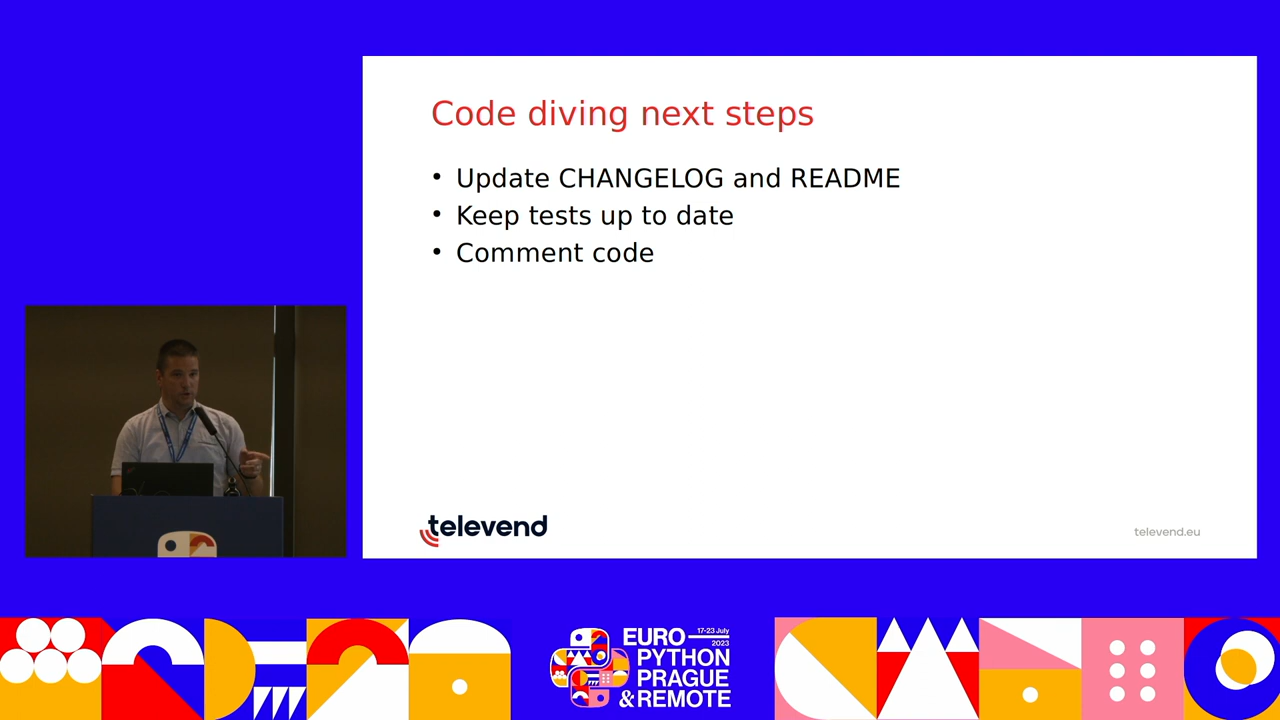 Code diving next steps
• Update CHANGELOG and README
• Keep tests up to date
• Comment code
televend
televend.eu
EURO
17-23 July
2023
PYTHON
PRAGUE
& REMOTE